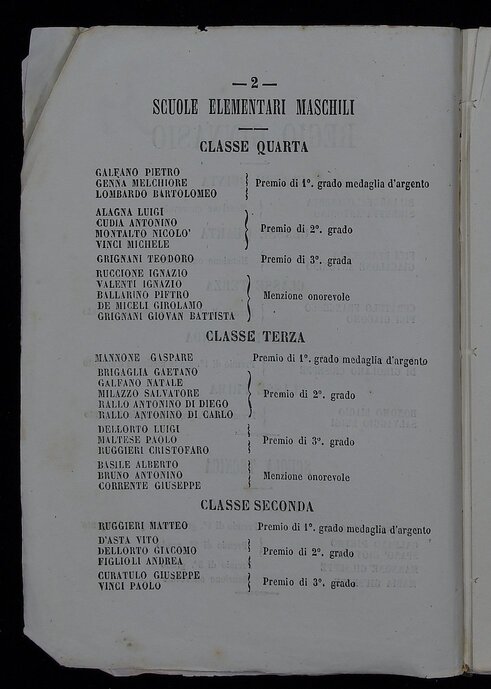 — 2 —
SCUOLE ELEMENTARI MASCHILI
CLASSE QUARTA
GALFANO PIETRO
GENNA MELCHIORE
LOMBARDO BARTOLOMEO
Premio di 1°. grado medaglia d'argento
ALAGNA LUIGI
CUDIA ANTONINO
MONTALTO NICOLO'
VINCI MICHELE
Premio di 2°. grado
GRIGNANI TEODORO Premio di 3°. grada
RUCCIONE IGNAZIO
VALENTI IGNAZIO
BALLARINO PIETRO
DE MICELI GIROLAMO
GRIGNANI GIOVAN BATTISTA
Menzione onorevole
CLASSE TERZA
MANNONE GASPARE Premio di 1°. grado medaglia d'argento
BRIGAGLIA GAETANO
GALFANO NATALE
MILAZZO SALVATORE
RALLO ANTONINO DI DIEGO
RALLO ANTONINO DI CARLO
Premio di 2°. grado
DELLORTO LUIGI
MALTESE PAOLO
RUGGIERI CRISTOFARO
Premio di 3°. grado
BASILE ALBERTO
BRUNO ANTONINO
CORRENTE GIUSEPPE
Menzione onorevole
CLASSE SECONDA
RUGGIERI MATTEO Premio di 1°. grado medaglia d'argento
D'ASTA VITO
DELLORTO GIACOMO
FIGLIOLI ANDREA
Premio di 2°. grado
CURATULO GIUSEPPE
VINCI PAOLO
Premio di 3°. grado